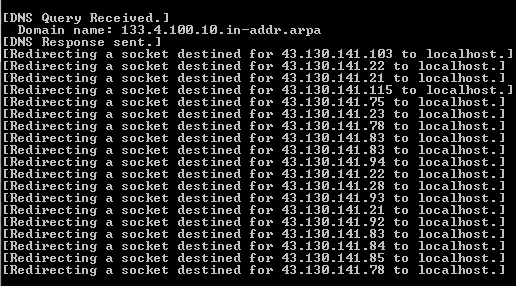 [DNS Query Received.]
  Domain name: 133.4.100.10.in-addr.arpa
[DNS Response sent.]
[Redirecting a socket destined for 43.130.141.103 to localhost.]
[Redirecting a socket destined for 43.130.141.22 to localhost.]
[Redirecting a socket destined for 43.130.141.21 to localhost.]
[Redirecting a socket destined for 43.130.141.115 to localhost.]
[Redirecting a socket destined for 43.130.141.75 to localhost.]
[Redirecting a socket destined for 43.130.141.23 to localhost.]
[Redirecting a socket destined for 43.130.141.78 to localhost.]
[Redirecting a socket destined for 43.130.141.83 to localhost.]
[Redirecting a socket destined for 43.130.141.83 to localhost.]
[Redirecting a socket destined for 43.130.141.94 to localhost.]
[Redirecting a socket destined for 43.130.141.22 to localhost.]
[Redirecting a socket destined for 43.130.141.28 to localhost.]
[Redirecting a socket destined for 43.130.141.93 to localhost.]
[Redirecting a socket destined for 43.130.141.21 to localhost.]
[Redirecting a socket destined for 43.130.141.92 to localhost.]
[Redirecting a socket destined for 43.130.141.83 to localhost.]
[Redirecting a socket destined for 43.130.141.84 to localhost.]
[Redirecting a socket destined for 43.130.141.85 to localhost.]
[Redirecting a socket destined for 43.130.141.78 to localhost.]